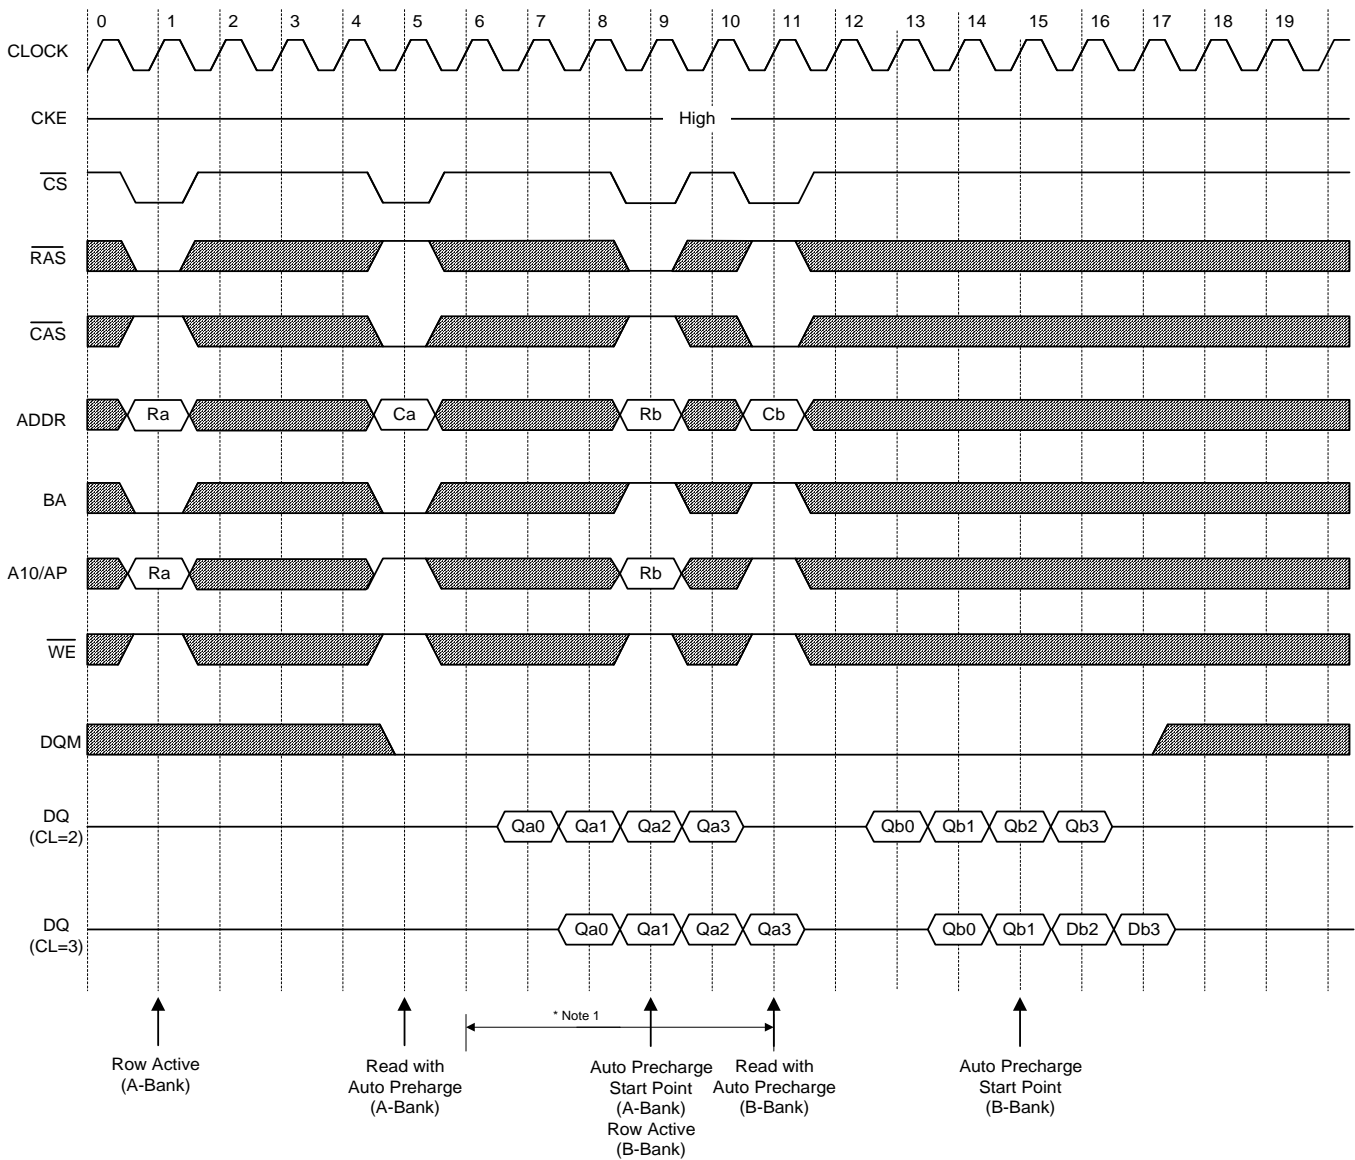 0 1 2 3 4 5 6 7 8 9 10 11 12 13 14 15 16 17 18 19
CLOCK
CKE High
CS
RAS
CAS
ADDR Ra Ca Rb Cb
BA
A10/AP Ra Rb
WE
DQM
DQ
(CL=2)
Qa0 Qa1 Qa2 Qa3 Qb0 Qb1 Qb2 Qb3
DQ
(CL=3)
Qa0 Qa1 Qa2 Qa3 Qb0 Qb1 Db2 Db3
* Note 1
Row Active
(A-Bank)
Read with
Auto Preharge
(A-Bank)
Auto Precharge
Start Point
(A-Bank)
Row Active
(B-Bank)
Read with
Auto Precharge
(B-Bank)
Auto Precharge
Start Point
(B-Bank)